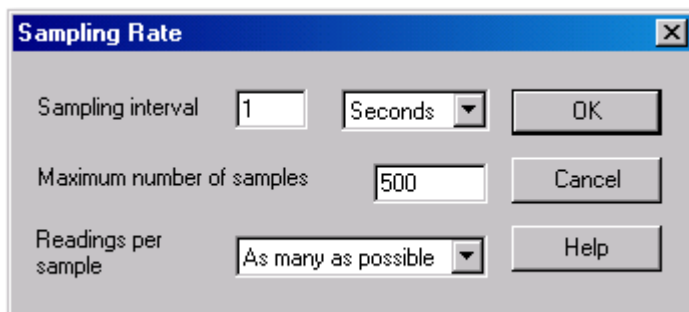 Sampling Rate
Sampling interval 1 Seconds OK
Maximum number of samples 500 Cancel
Readings per
sample As many as possible Help